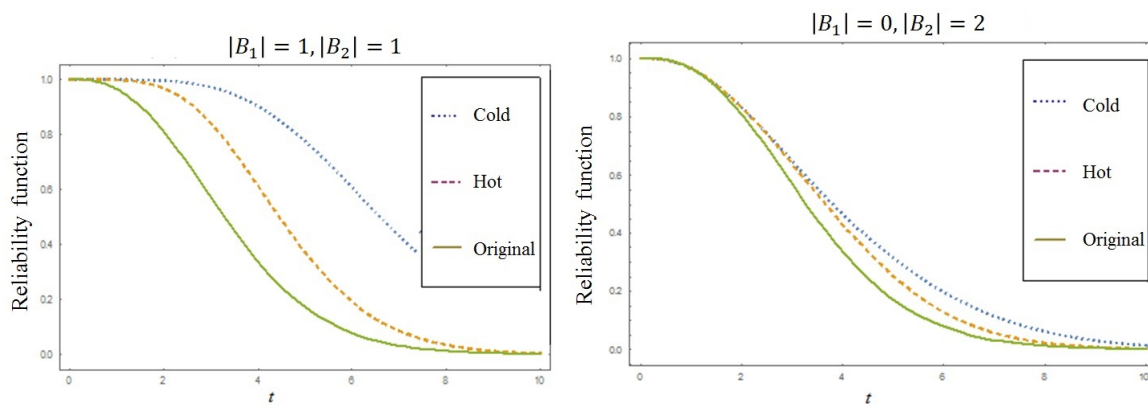 |B₁| = 1, |B₂| = 1
Reliability function
1.0
0.8
0.6
0.4
0.2
0.0
0 2 4 6 8 10
t
Cold
Hot
Original
|B₁| = 0, |B₂| = 2
Reliability function
1.0
0.8
0.6
0.4
0.2
0.0
0 2 4 6 8 10
t
Cold
Hot
Original